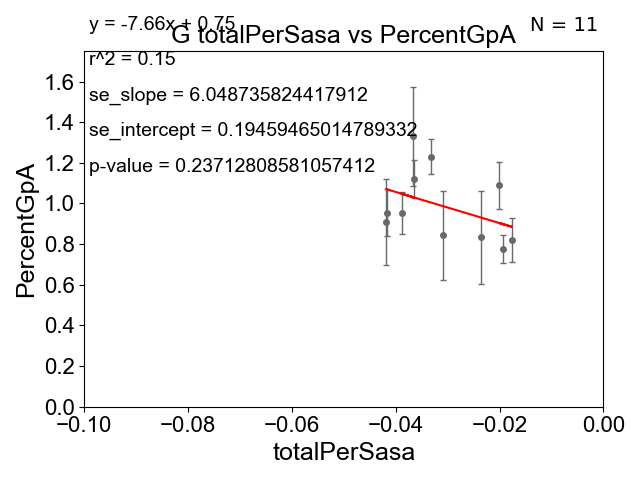 y = -7.66x + 0.75
N = 11
G totalPerSasa vs PercentGpA
r^2 = 0.15
se_slope = 6.048735824417912
se_intercept = 0.19459465014789332
p-value = 0.23712808581057412
PercentGpA
1.6
1.4
1.2
1.0
0.8
0.6
0.4
0.2
0.0
−0.10
−0.08
−0.06
−0.04
−0.02
0.00
totalPerSasa